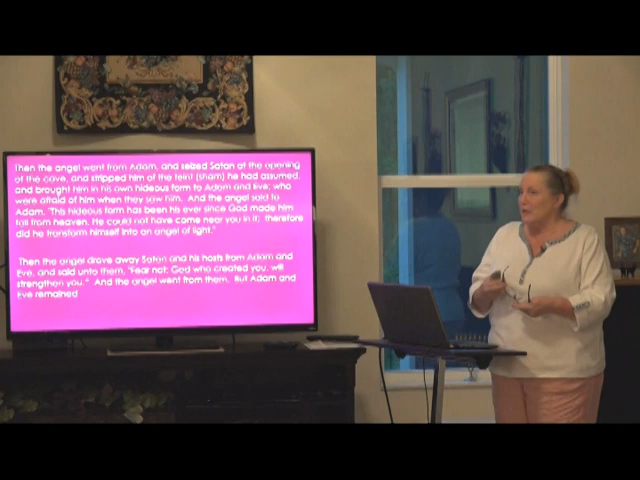 Then the angel went from Adam, and seized Satan at the opening
of the cave, and stripped him of the feint (sham) he had assumed,
and brought him in his own hideous form to Adam and Eve; who
were afraid of him when they saw him. And the angel said to
Adam, "This hideous form has been his ever since God made him
fall from heaven. He could not have come near you in it; therefore
did he transform himself into an angel of light."
Then the angel drove away Satan and his hosts from Adam and
Eve, and said unto them, "Fear not; God who created you, will
strengthen you." And the angel went from them. But Adam and
Eve remained